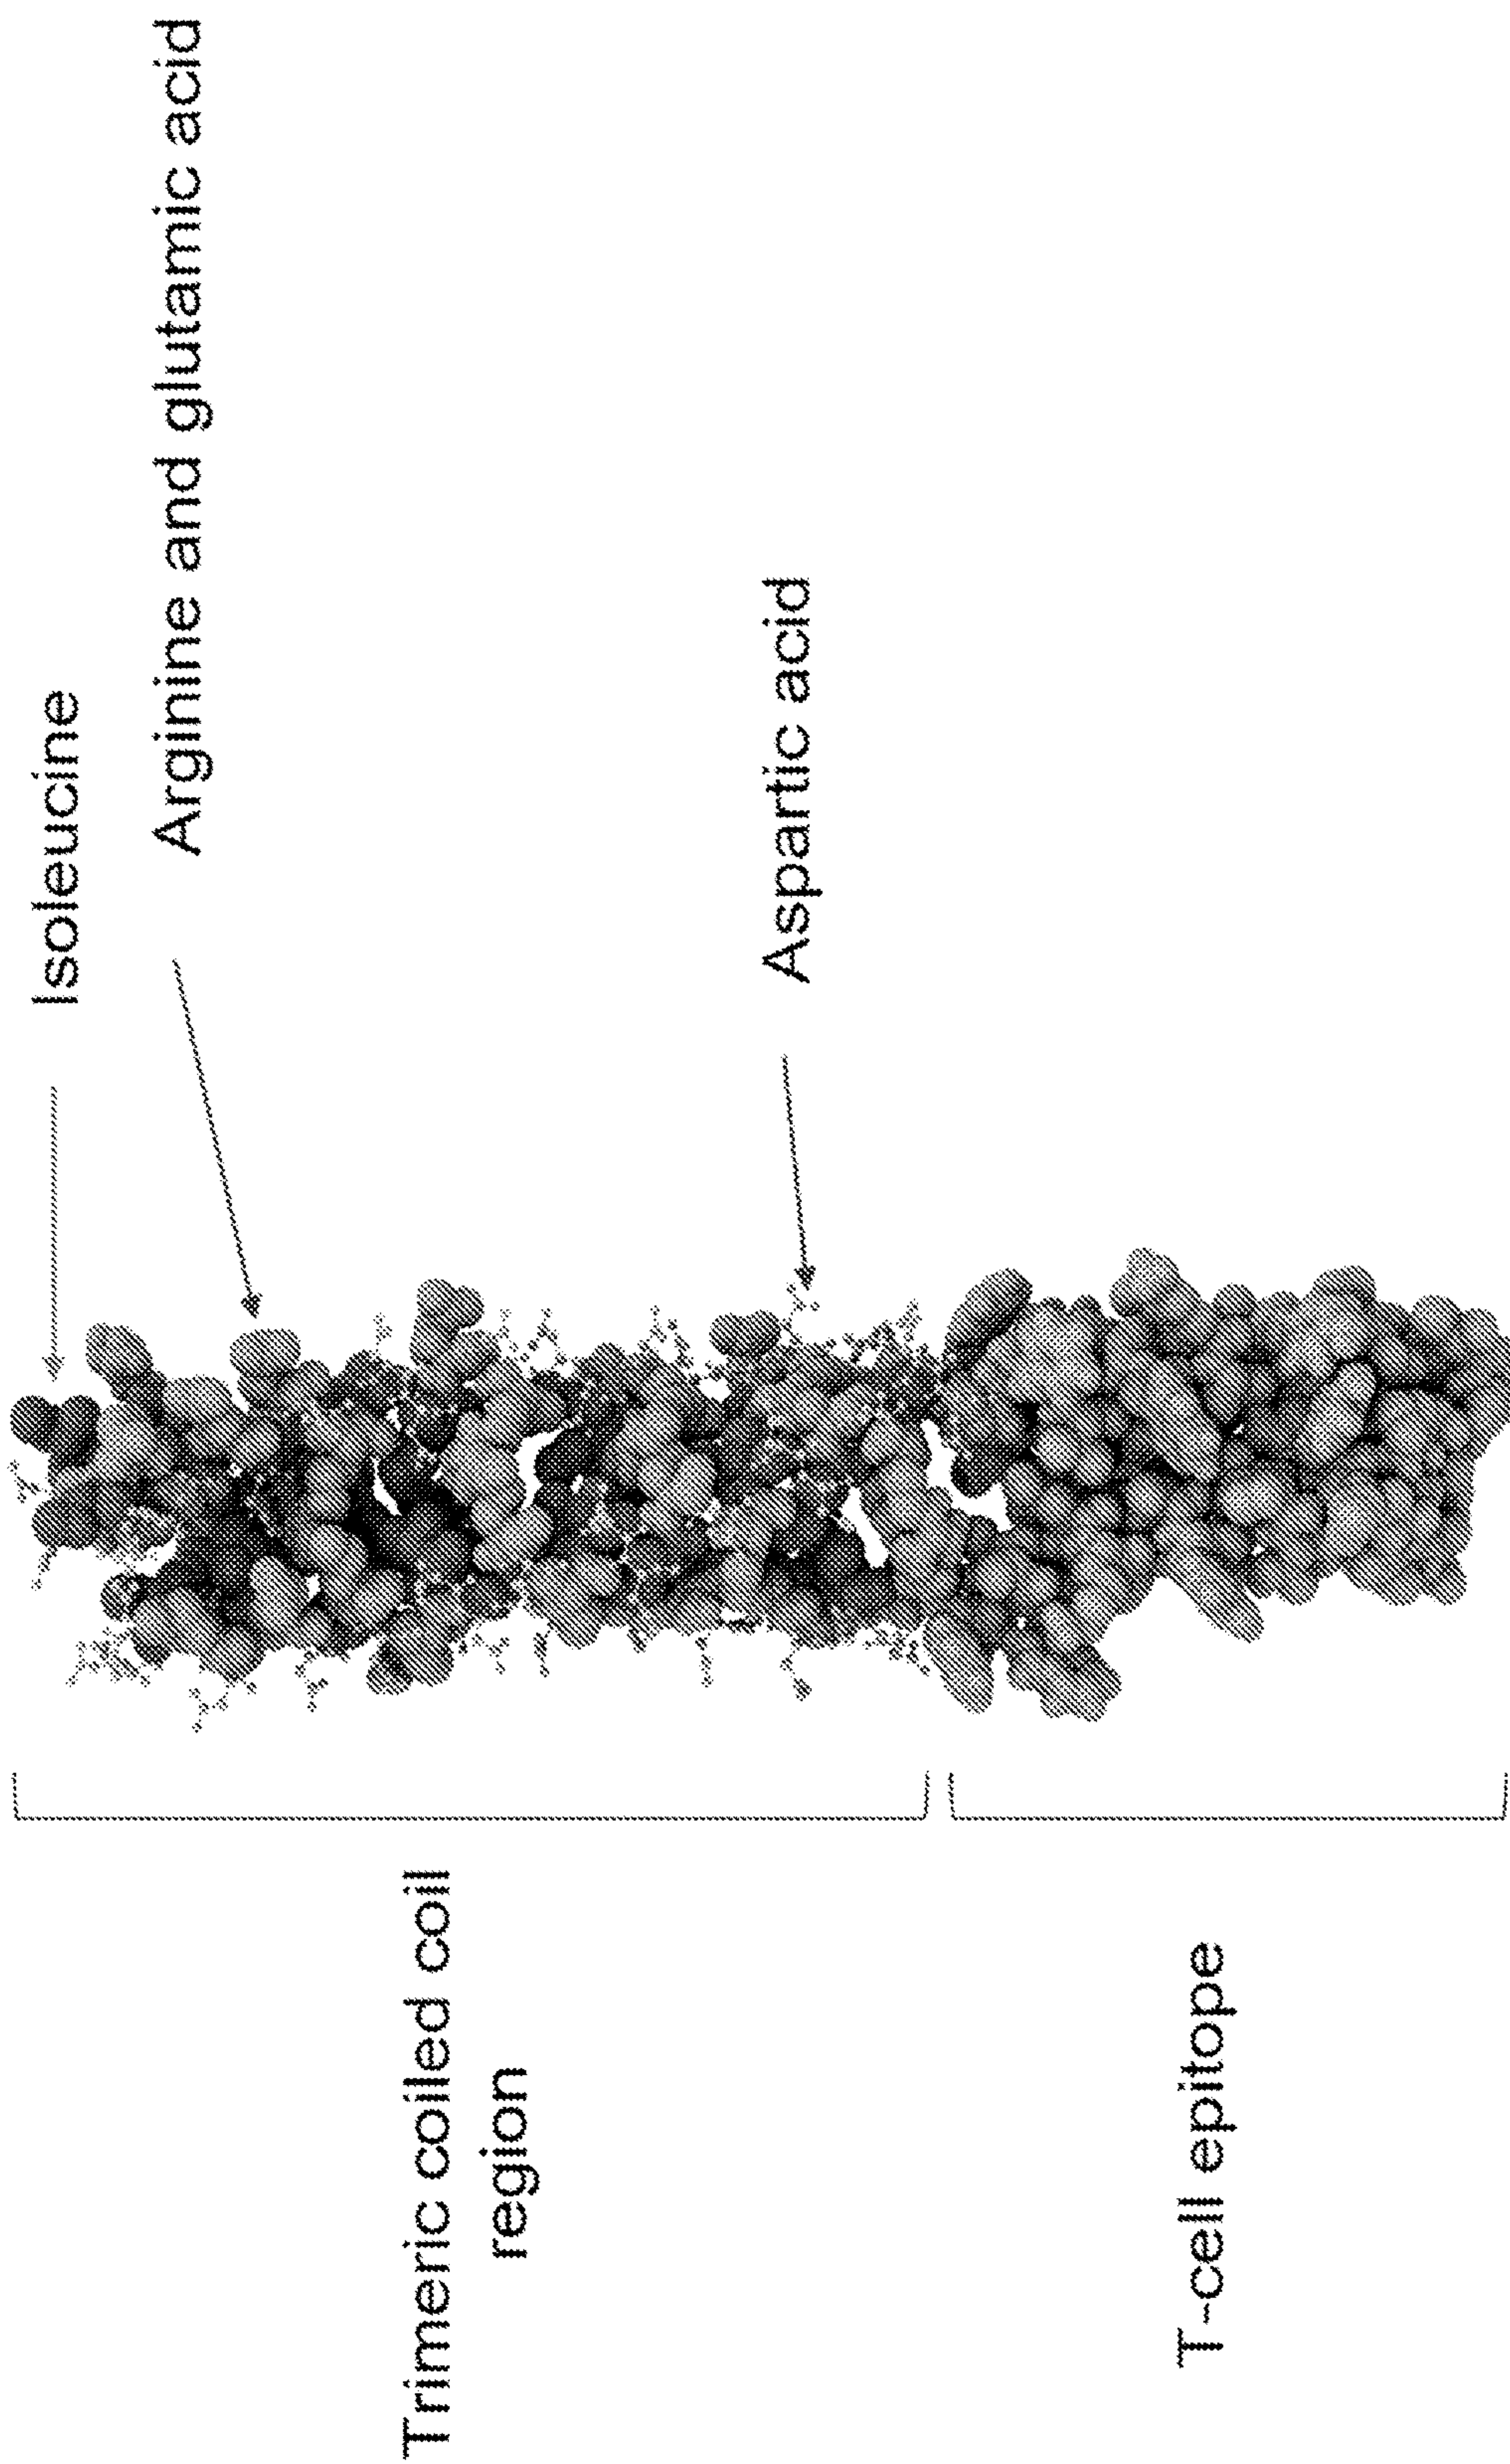 Isoleucine
Arginine and glutamic acid
Aspartic acid
Trimeric coiled coil
region
T-cell epitope